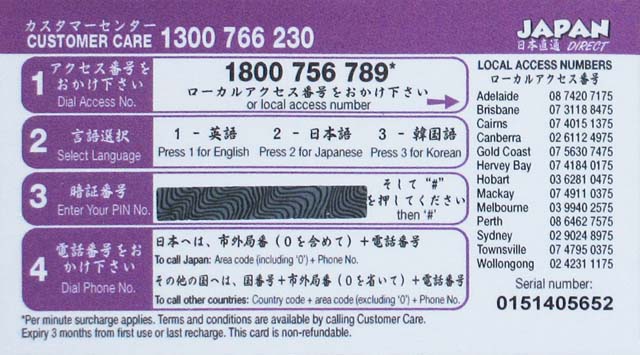 カスタマーセンター
CUSTOMER CARE 1300 766 230
JAPAN
日本直通 DIRECT
1 アクセス番号を
おかけ下さい
Dial Access No.
1800 756 789*
ローカルアクセス番号をおかけ下さい
or local access number
2 言語選択
Select Language
1 - 英語 2 - 日本語 3 - 韓国語
Press 1 for English Press 2 for Japanese Press 3 for Korean
3 暗証番号
Enter Your PIN No.
そして "#"
を押してください
then '#'
4 電話番号をお
かけ下さい
Dial Phone No.
日本へは、市外局番（0を含めて）+電話番号
To call Japan: Area code (including '0') + Phone No.
その他の国へは、国番号+市外局番（0を省いて）+電話番号
To call other countries: Country code + area code (excluding '0') + Phone No.
LOCAL ACCESS NUMBERS
ローカルアクセス番号
Adelaide 08 7420 7175
Brisbane 07 3118 8475
Cairns 07 4015 1375
Canberra 02 6112 4975
Gold Coast 07 5630 7475
Hervey Bay 07 4184 0175
Hobart 03 6281 0475
Mackay 07 4911 0375
Melbourne 03 9940 2575
Perth 08 6462 7575
Sydney 02 9024 8975
Townsville 07 4795 0375
Wollongong 02 4231 1175
Serial number:
0151405652
*Per minute surcharge applies. Terms and conditions are available by calling Customer Care.
Expiry 3 months from first use or last recharge. This card is non-refundable.